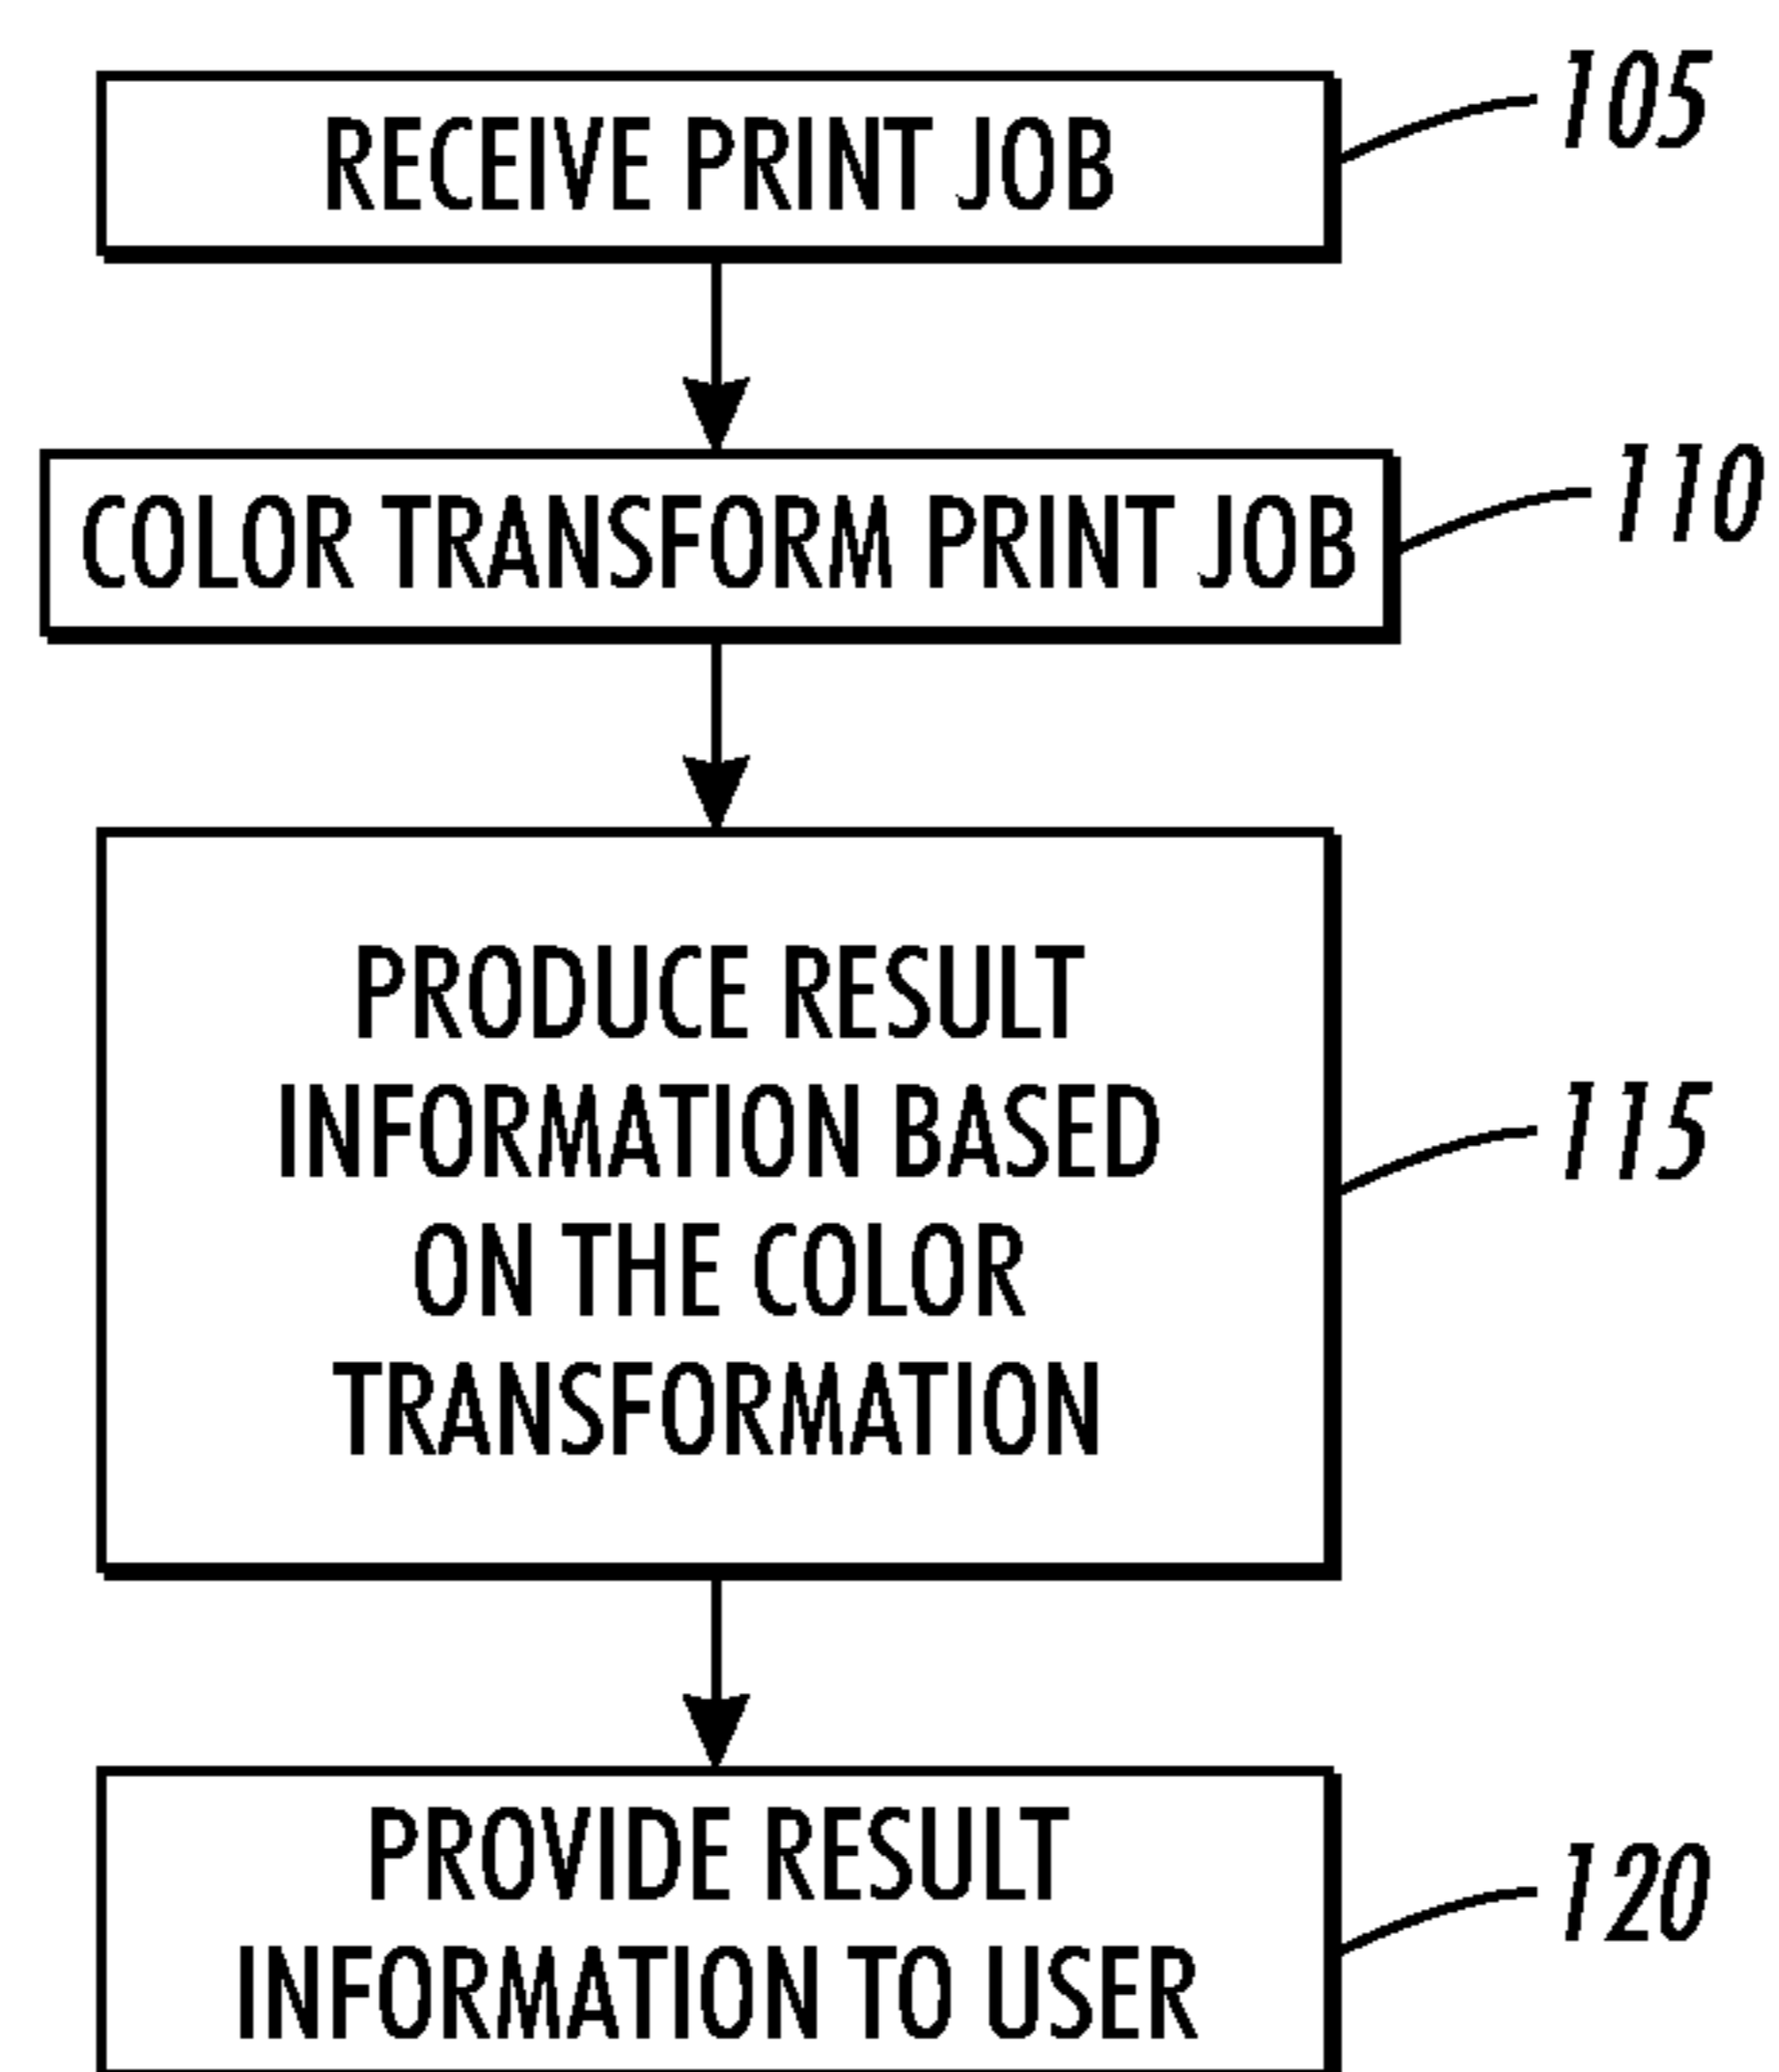 RECEIVE PRINT JOB
105
COLOR TRANSFORM PRINT JOB
110
PRODUCE RESULT
INFORMATION BASED
ON THE COLOR
TRANSFORMATION
115
PROVIDE RESULT
INFORMATION TO USER
120